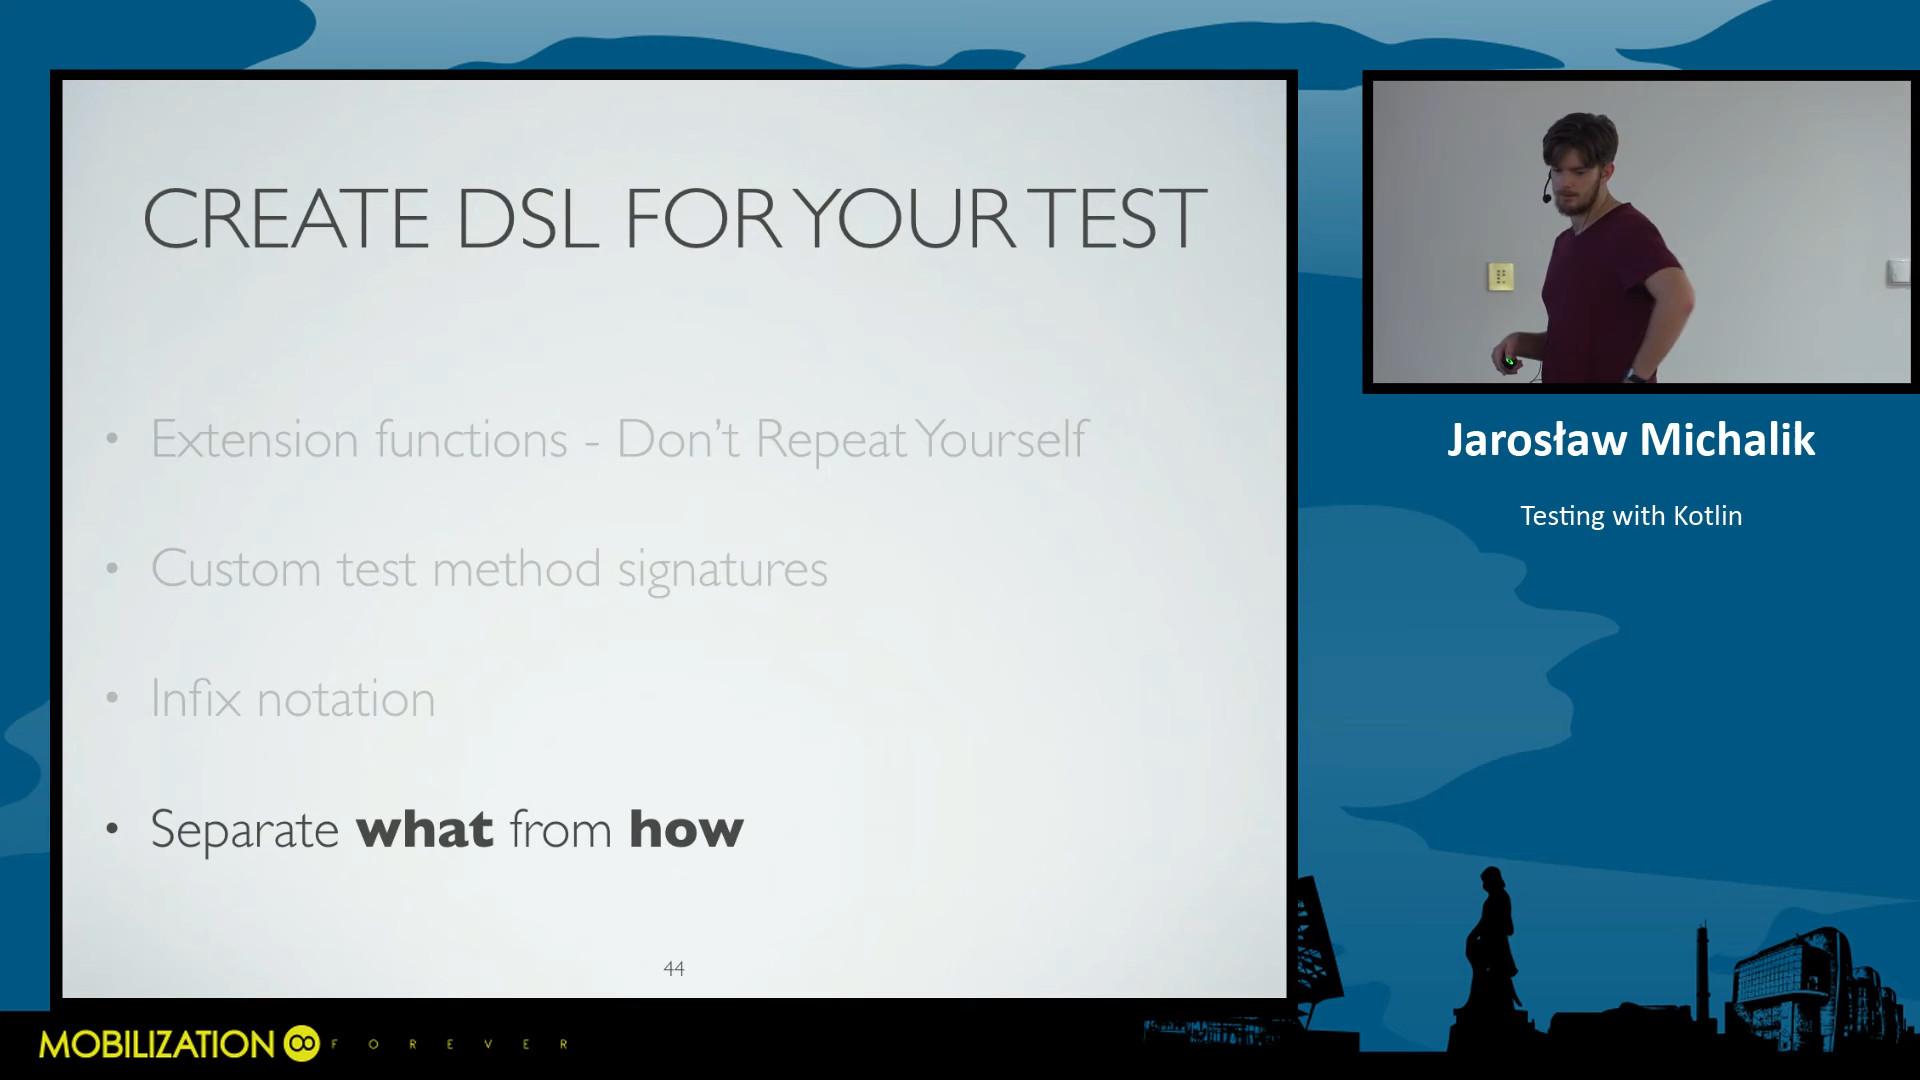 CREATE DSL FOR YOUR TEST
• Extension functions - Don't Repeat Yourself
• Custom test method signatures
• Infix notation
• Separate what from how
44
Jarosław Michalik
Testing with Kotlin
MOBILIZATION ∞ FOREVER